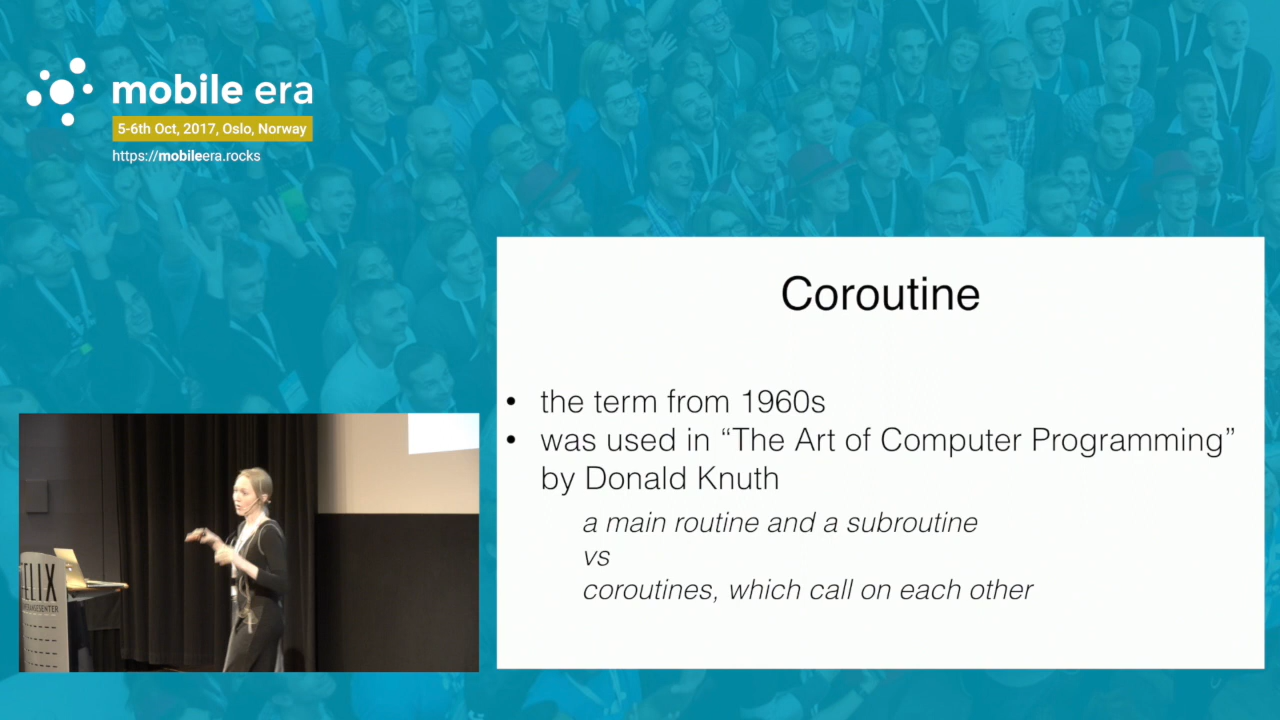 mobile era
5-6th Oct, 2017, Oslo, Norway
https://mobileera.rocks
Coroutine
• the term from 1960s
• was used in “The Art of Computer Programming”
by Donald Knuth
a main routine and a subroutine
vs
coroutines, which call on each other
ELIX